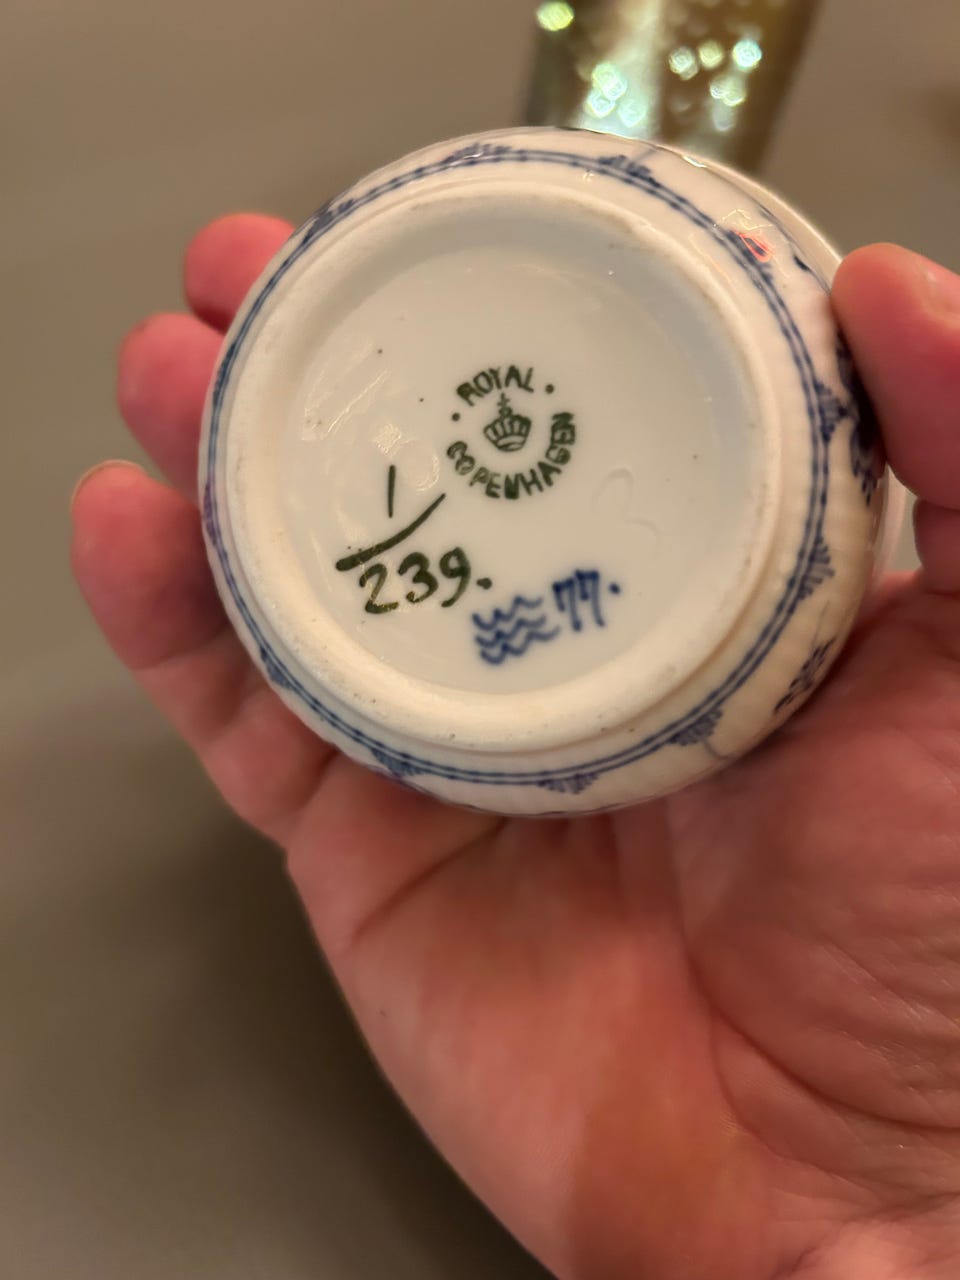 ROYAL
COPENHAGEN
1
239.
77.